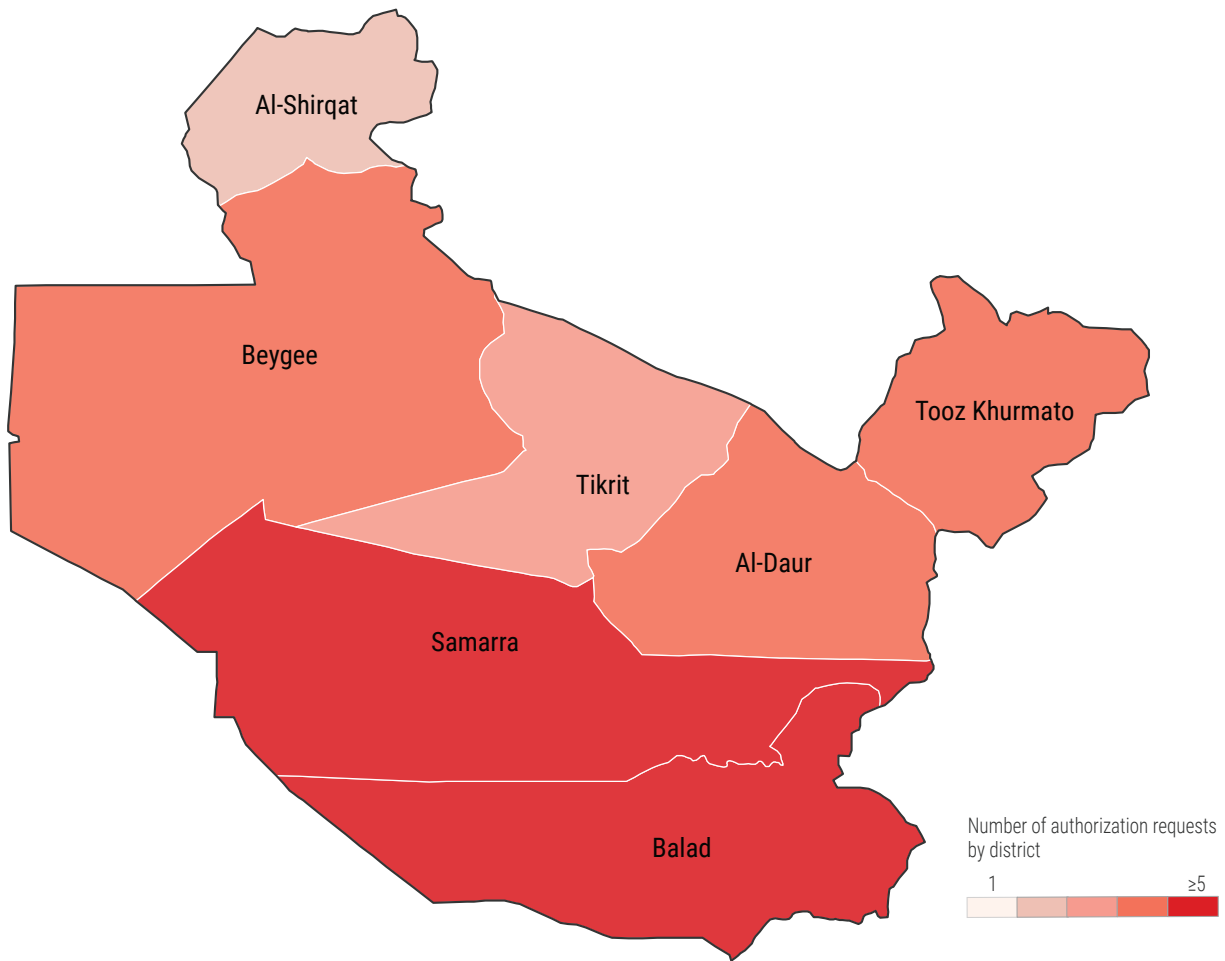 Al-Shirqat
Beygee
Tooz Khurmato
Tikrit
Al-Daur
Samarra
Balad
Number of authorization requests
by district
1 ≥5